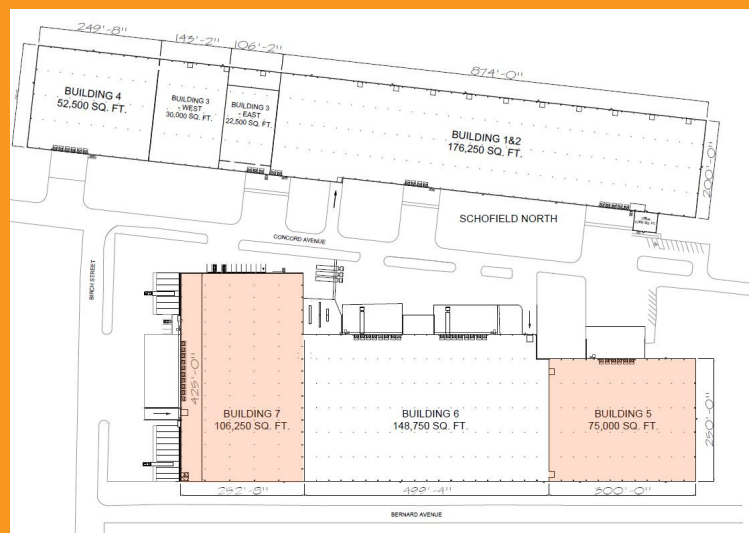 249'-8"
143'-2"
106'-2"
874'-0"
BUILDING 4
52,500 SQ. FT.
BUILDING 3
- WEST
30,000 SQ. FT.
BUILDING 3
- EAST
22,500 SQ. FT.
BUILDING 1&2
176,250 SQ. FT.
200'-0"
SCHOFIELD NORTH
CONCORD AVENUE
BIRCH STREET
425'-0"
BUILDING 7
106,250 SQ. FT.
BUILDING 6
148,750 SQ. FT.
BUILDING 5
75,000 SQ. FT.
250'-0"
252'-8"
499'-4"
300'-0"
BERNARD AVENUE